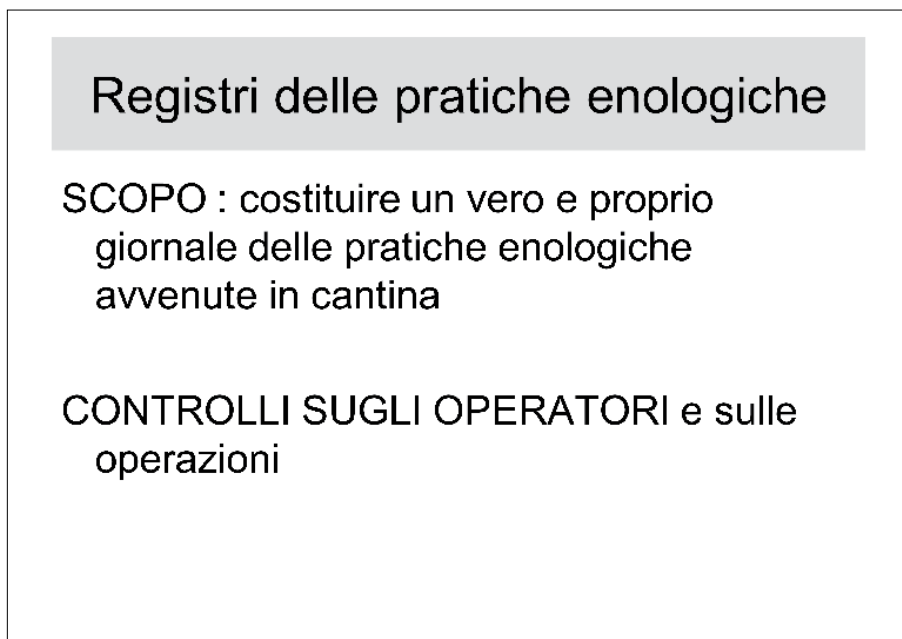 Registri delle pratiche enologiche
SCOPO : costituire un vero e proprio
giornale delle pratiche enologiche
avvenute in cantina
CONTROLLI SUGLI OPERATORI e sulle
operazioni